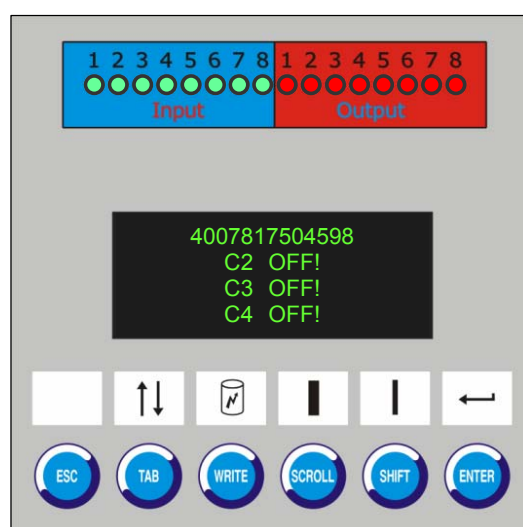 1 2 3 4 5 6 7 8 1 2 3 4 5 6 7 8
Input Output
4007817504598
C2 OFF!
C3 OFF!
C4 OFF!
ESC TAB WRITE SCROLL SHIFT ENTER